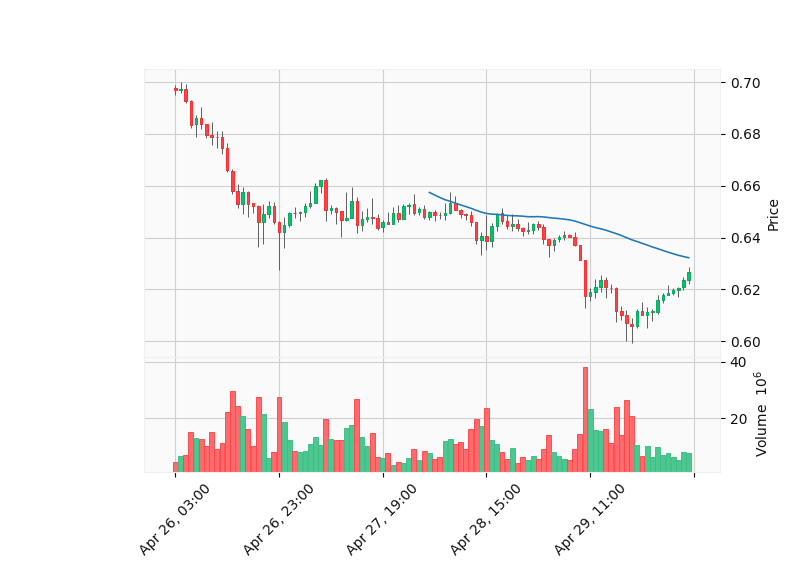 0.70
0.68
0.66
0.64
0.62
0.60
Price
40
20
Volume 10^6
Apr 26, 03:00
Apr 26, 23:00
Apr 27, 19:00
Apr 28, 15:00
Apr 29, 11:00